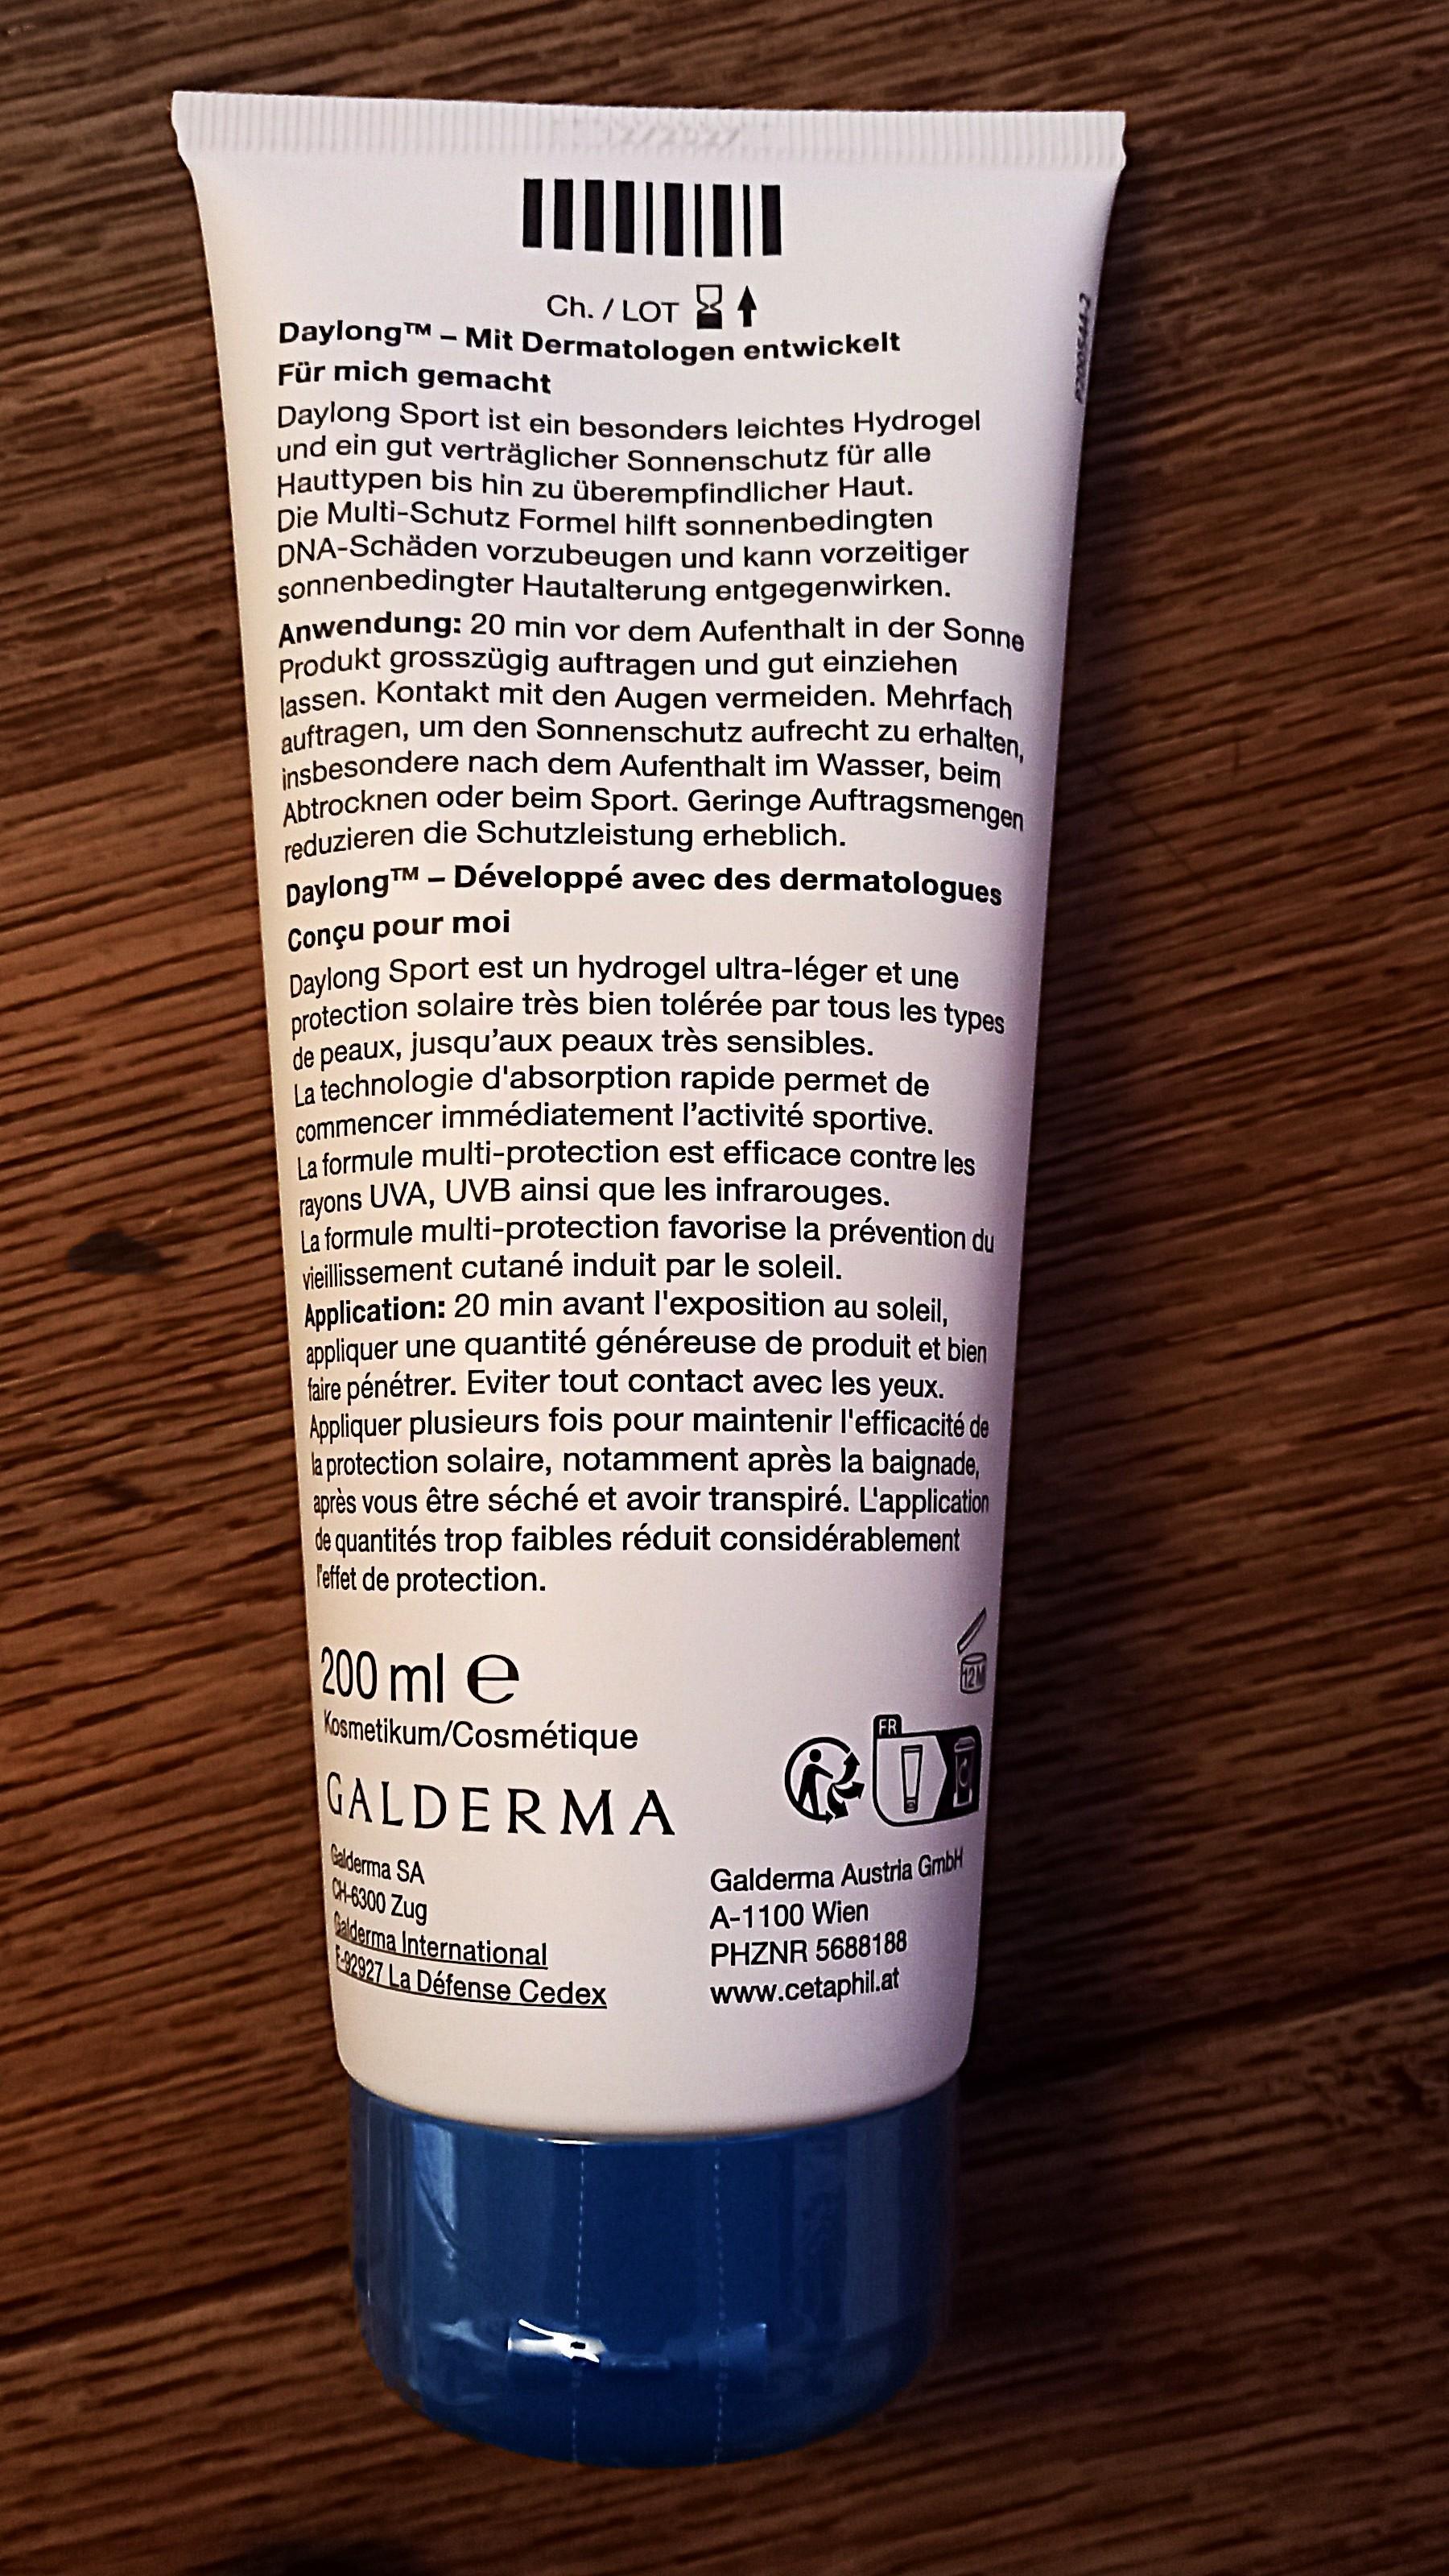 Ch. / LOT
Daylong™ – Mit Dermatologen entwickelt
Für mich gemacht
Daylong Sport ist ein besonders leichtes Hydrogel
und ein gut verträglicher Sonnenschutz für alle
Hauttypen bis hin zu überempfindlicher Haut.
Die Multi-Schutz Formel hilft sonnenbedingten
DNA-Schäden vorzubeugen und kann vorzeitiger
sonnenbedingter Hautalterung entgegenwirken.
Anwendung: 20 min vor dem Aufenthalt in der Sonne
Produkt grosszügig auftragen und gut einziehen
lassen. Kontakt mit den Augen vermeiden. Mehrfach
auftragen, um den Sonnenschutz aufrecht zu erhalten,
insbesondere nach dem Aufenthalt im Wasser, beim
Abtrocknen oder beim Sport. Geringe Auftragsmengen
reduzieren die Schutzleistung erheblich.
Daylong™ – Développé avec des dermatologues
Conçu pour moi
Daylong Sport est un hydrogel ultra-léger et une
protection solaire très bien tolérée par tous les types
de peaux, jusqu’aux peaux très sensibles.
La technologie d'absorption rapide permet de
commencer immédiatement l’activité sportive.
La formule multi-protection est efficace contre les
rayons UVA, UVB ainsi que les infrarouges.
La formule multi-protection favorise la prévention du
vieillissement cutané induit par le soleil.
Application: 20 min avant l'exposition au soleil,
appliquer une quantité généreuse de produit et bien
faire pénétrer. Eviter tout contact avec les yeux.
Appliquer plusieurs fois pour maintenir l'efficacité de
la protection solaire, notamment après la baignade,
après vous être séché et avoir transpiré. L'application
de quantités trop faibles réduit considérablement
l'effet de protection.
200 ml e
12M
Kosmetikum/Cosmétique
FR
GALDERMA
Galderma SA
CH-6300 Zug
Galderma International
F-92927 La Défense Cedex
Galderma Austria GmbH
A-1100 Wien
PHZNR 5688188
www.cetaphil.at